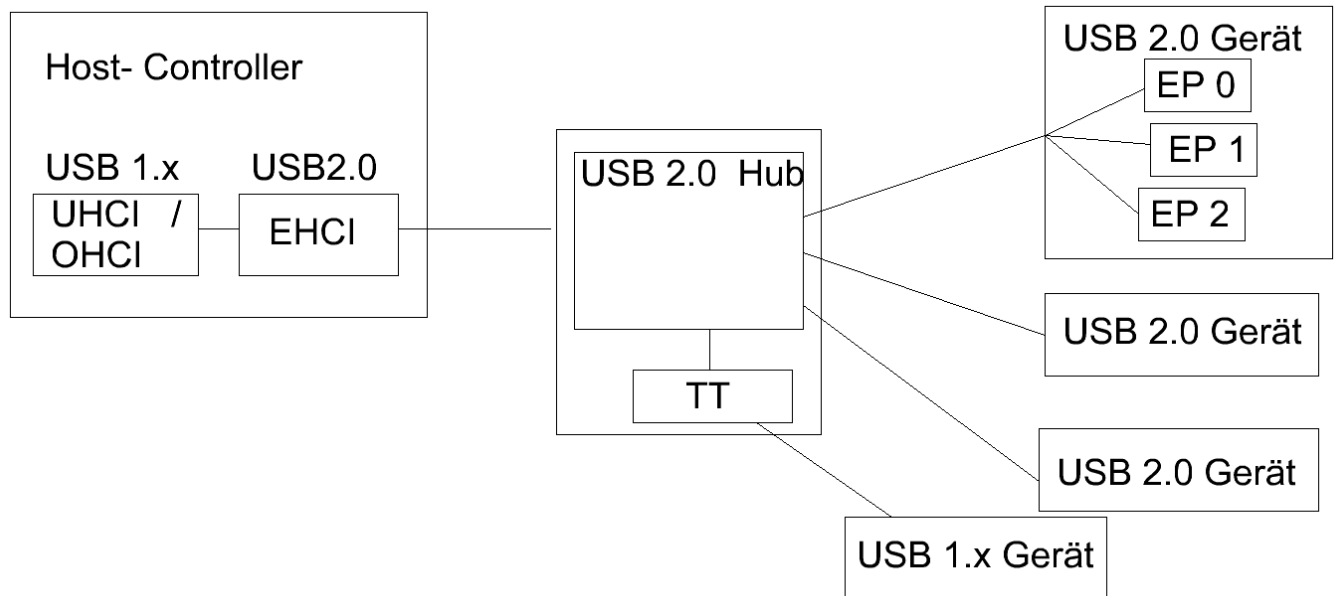 Host- Controller
USB 1.x
UHCI /
OHCI
USB2.0
EHCI
USB 2.0 Hub
TT
USB 2.0 Gerät
EP 0
EP 1
EP 2
USB 2.0 Gerät
USB 2.0 Gerät
USB 1.x Gerät